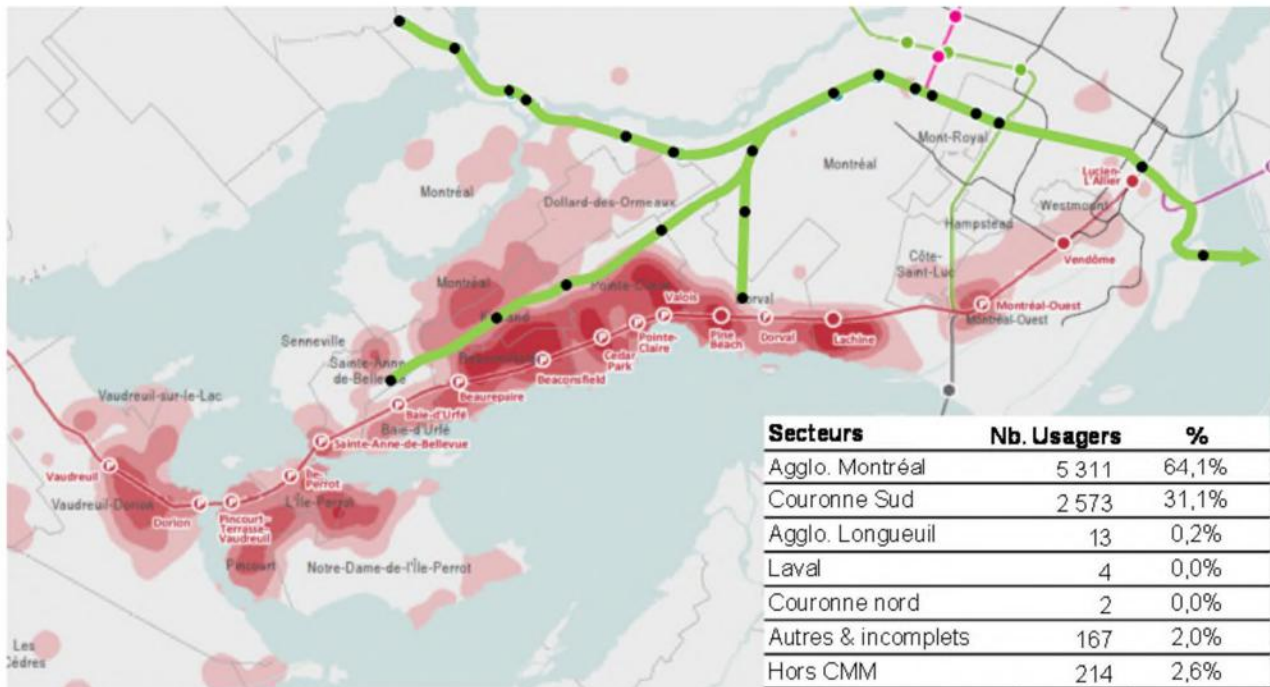 Montréal
Dollard-des-Ormeaux
Mont-Royal
Montréal
Lucien-
L'Allier
Westmount
Hampstead
Côte-
Saint-Luc
Vendôme
Montréal-Ouest
Montréal-Ouest
Montréal
Valois
Pine
Beach
Dorval
Lachine
Pointe-
Claire
Cedar
Park
Beaconsfield
Beaurepaire
Senneville
Sainte-Anne
de-Bellevue
Baie-d'Urfé
Baie-d'Urfé
Sainte-Anne-de-Bellevue
Vaudreuil-sur-le-Lac
Vaudreuil
Vaudreuil-Dorion
Dorion
Pincourt-
Terrasse-
Vaudreuil
Perrot
L'Île-Perrot
Pincourt
Notre-Dame-de-l'Île-Perrot
Les
Cèdres
Secteurs Nb. Usagers %
Agglo. Montréal 5 311 64,1%
Couronne Sud 2 573 31,1%
Agglo. Longueuil 13 0,2%
Laval 4 0,0%
Couronne nord 2 0,0%
Autres & incomplets 167 2,0%
Hors CMM 214 2,6%